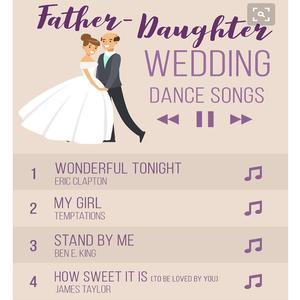 Father-Daughter
WEDDING
DANCE SONGS
1 WONDERFUL TONIGHT
ERIC CLAPTON
2 MY GIRL
TEMPTATIONS
3 STAND BY ME
BEN E. KING
4 HOW SWEET IT IS (TO BE LOVED BY YOU)
JAMES TAYLOR